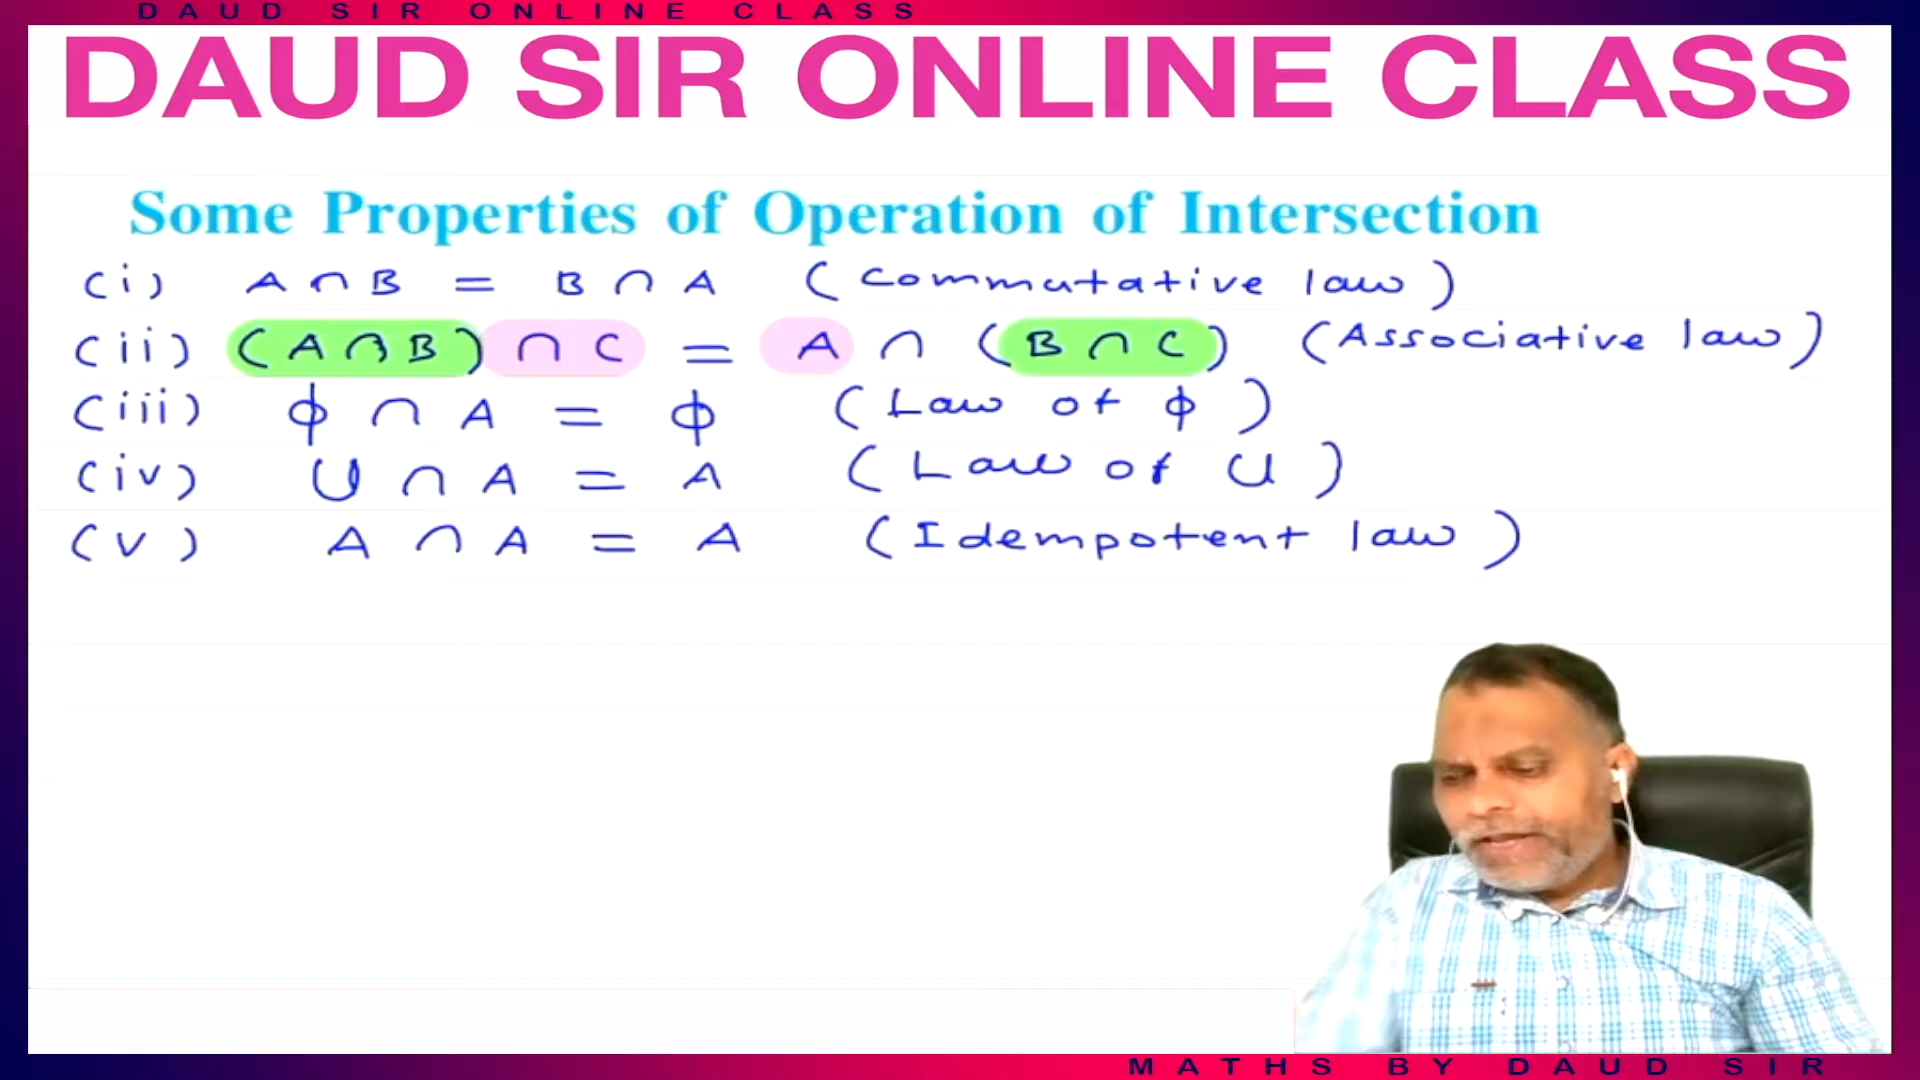 DAUD SIR ONLINE CLASS
DAUD SIR ONLINE CLASS
Some Properties of Operation of Intersection
(i) A ∩ B = B ∩ A (Commutative law)
(ii) (A ∩ B) ∩ C = A ∩ (B ∩ C) (Associative law)
(iii) ϕ ∩ A = ϕ (Law of ϕ)
(iv) U ∩ A = A (Law of U)
(v) A ∩ A = A (Idempotent law)
MATHS BY DAUD SIR